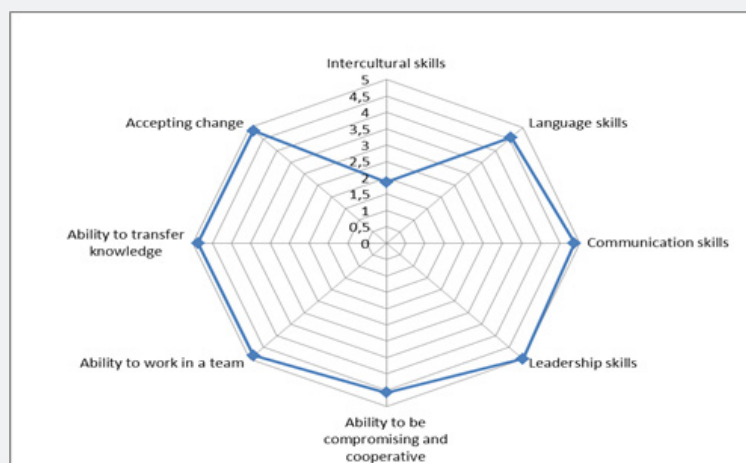 Intercultural skills
5
4,5
4
3,5
3
2,5
2
1,5
1
0,5
0
Language skills
Communication skills
Leadership skills
Ability to be
compromising and
cooperative
Ability to work in a team
Ability to transfer
knowledge
Accepting change